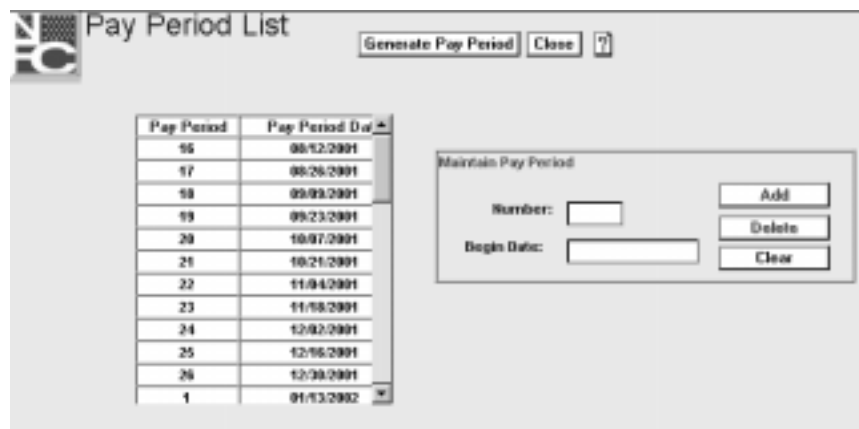 NFC
Pay Period List
Generate Pay Period Close ?
Pay Period Pay Period Dat
16 08/12/2001
17 08/26/2001
18 09/09/2001
19 09/23/2001
20 10/07/2001
21 10/21/2001
22 11/04/2001
23 11/18/2001
24 12/02/2001
25 12/16/2001
26 12/30/2001
1 01/13/2002
Maintain Pay Period
Number:
Begin Date:
Add
Delete
Clear